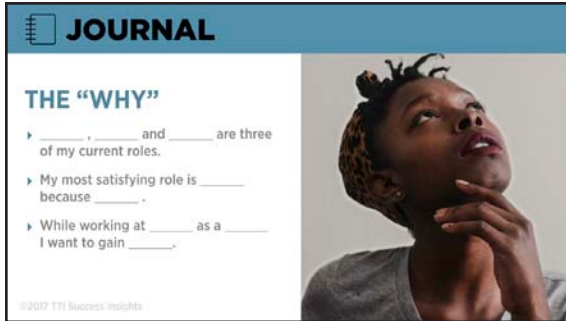 JOURNAL
THE “WHY”
______ , ______ and ______ are three
of my current roles.
My most satisfying role is ______
because ______ .
While working at ______ as a ______
I want to gain ______.
©2017 TTI Success Insights